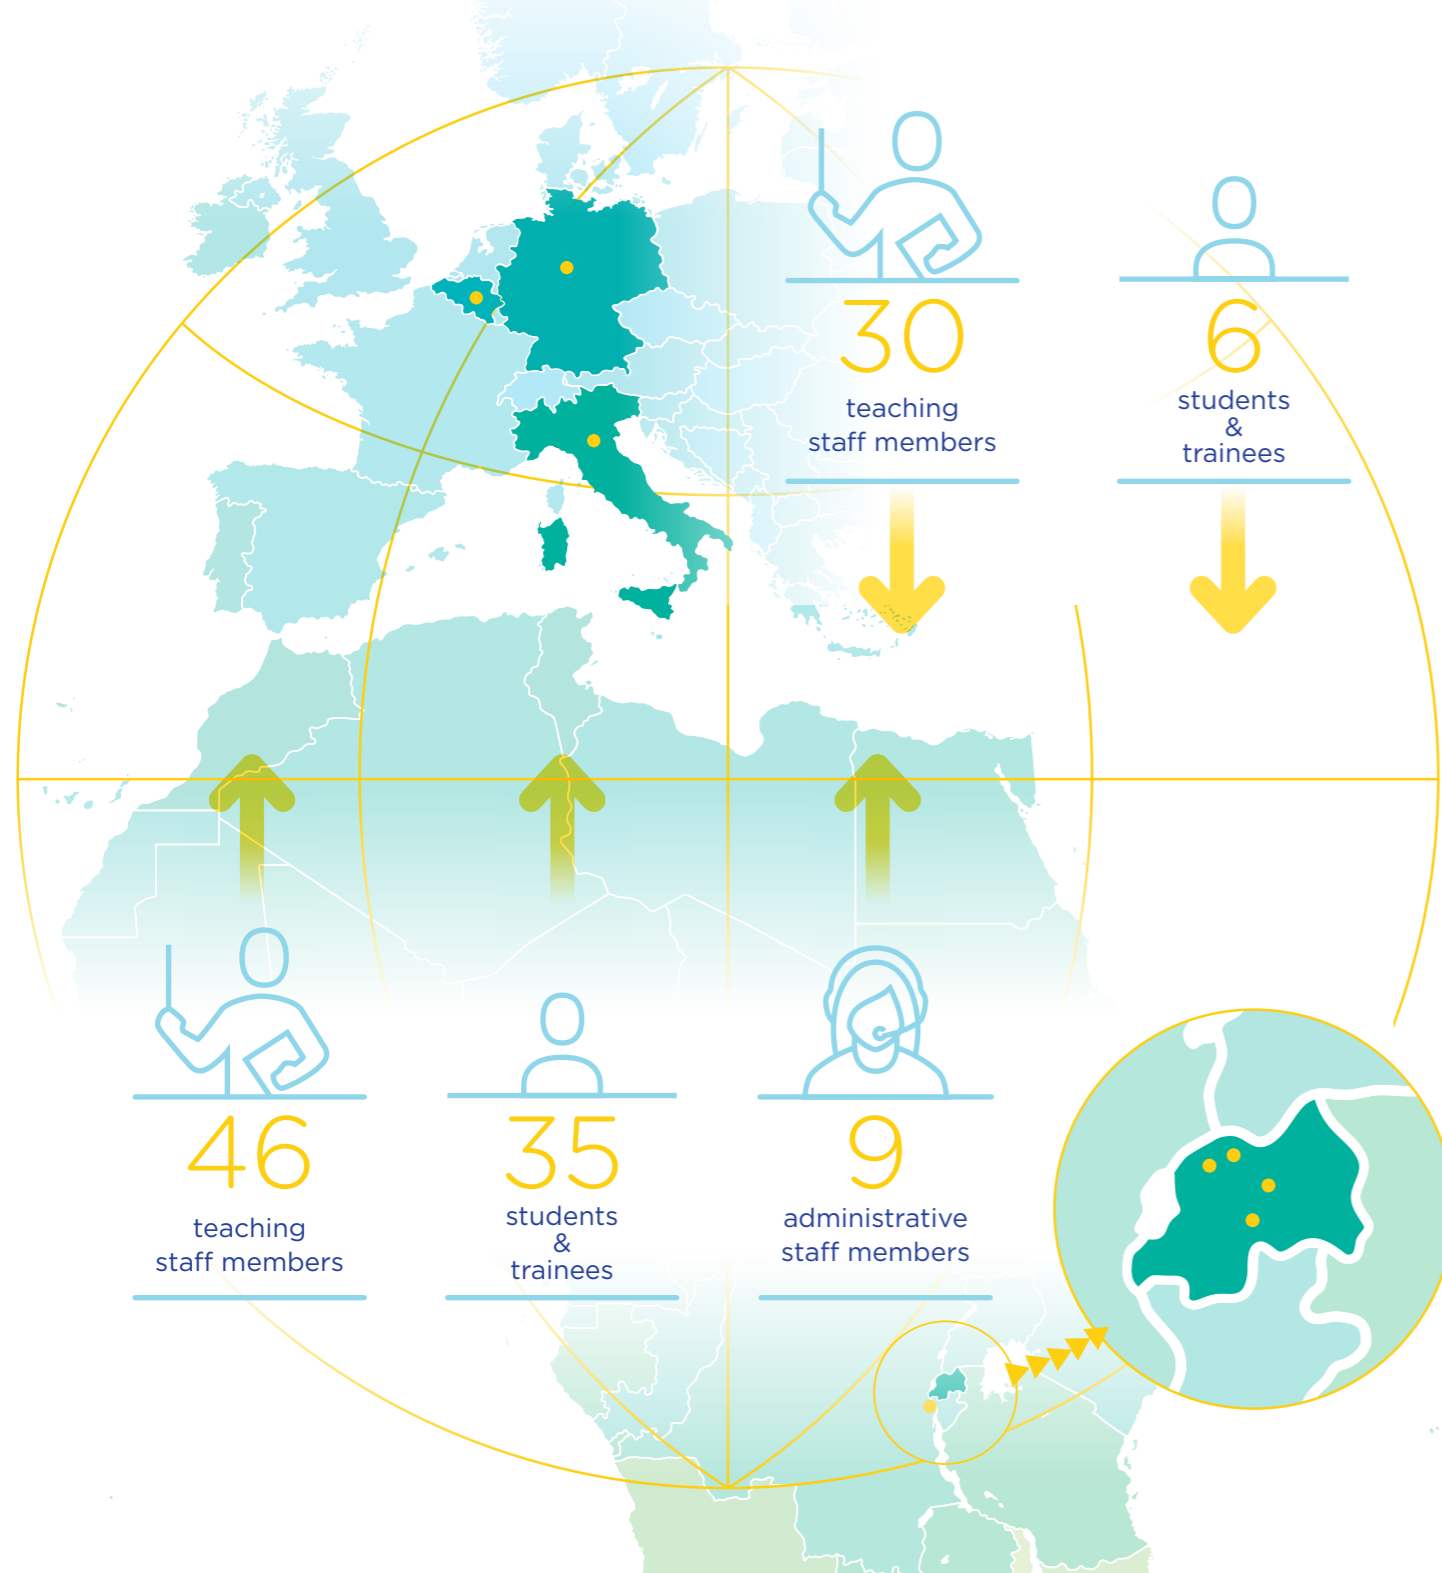 30
teaching
staff members
6
students
&
trainees
46
teaching
staff members
35
students
&
trainees
9
administrative
staff members